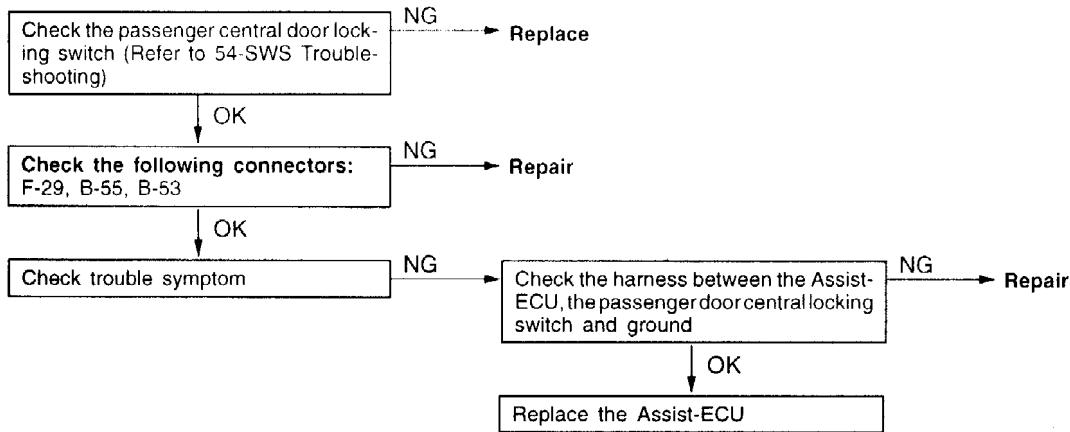 Check the passenger central door lock-
ing switch (Refer to 54-SWS Trouble-
shooting)
NG
Replace
OK
Check the following connectors:
F-29, B-55, B-53
NG
Repair
OK
Check trouble symptom
NG
Check the harness between the Assist-
ECU, the passenger door central locking
switch and ground
NG
Repair
OK
Replace the Assist-ECU